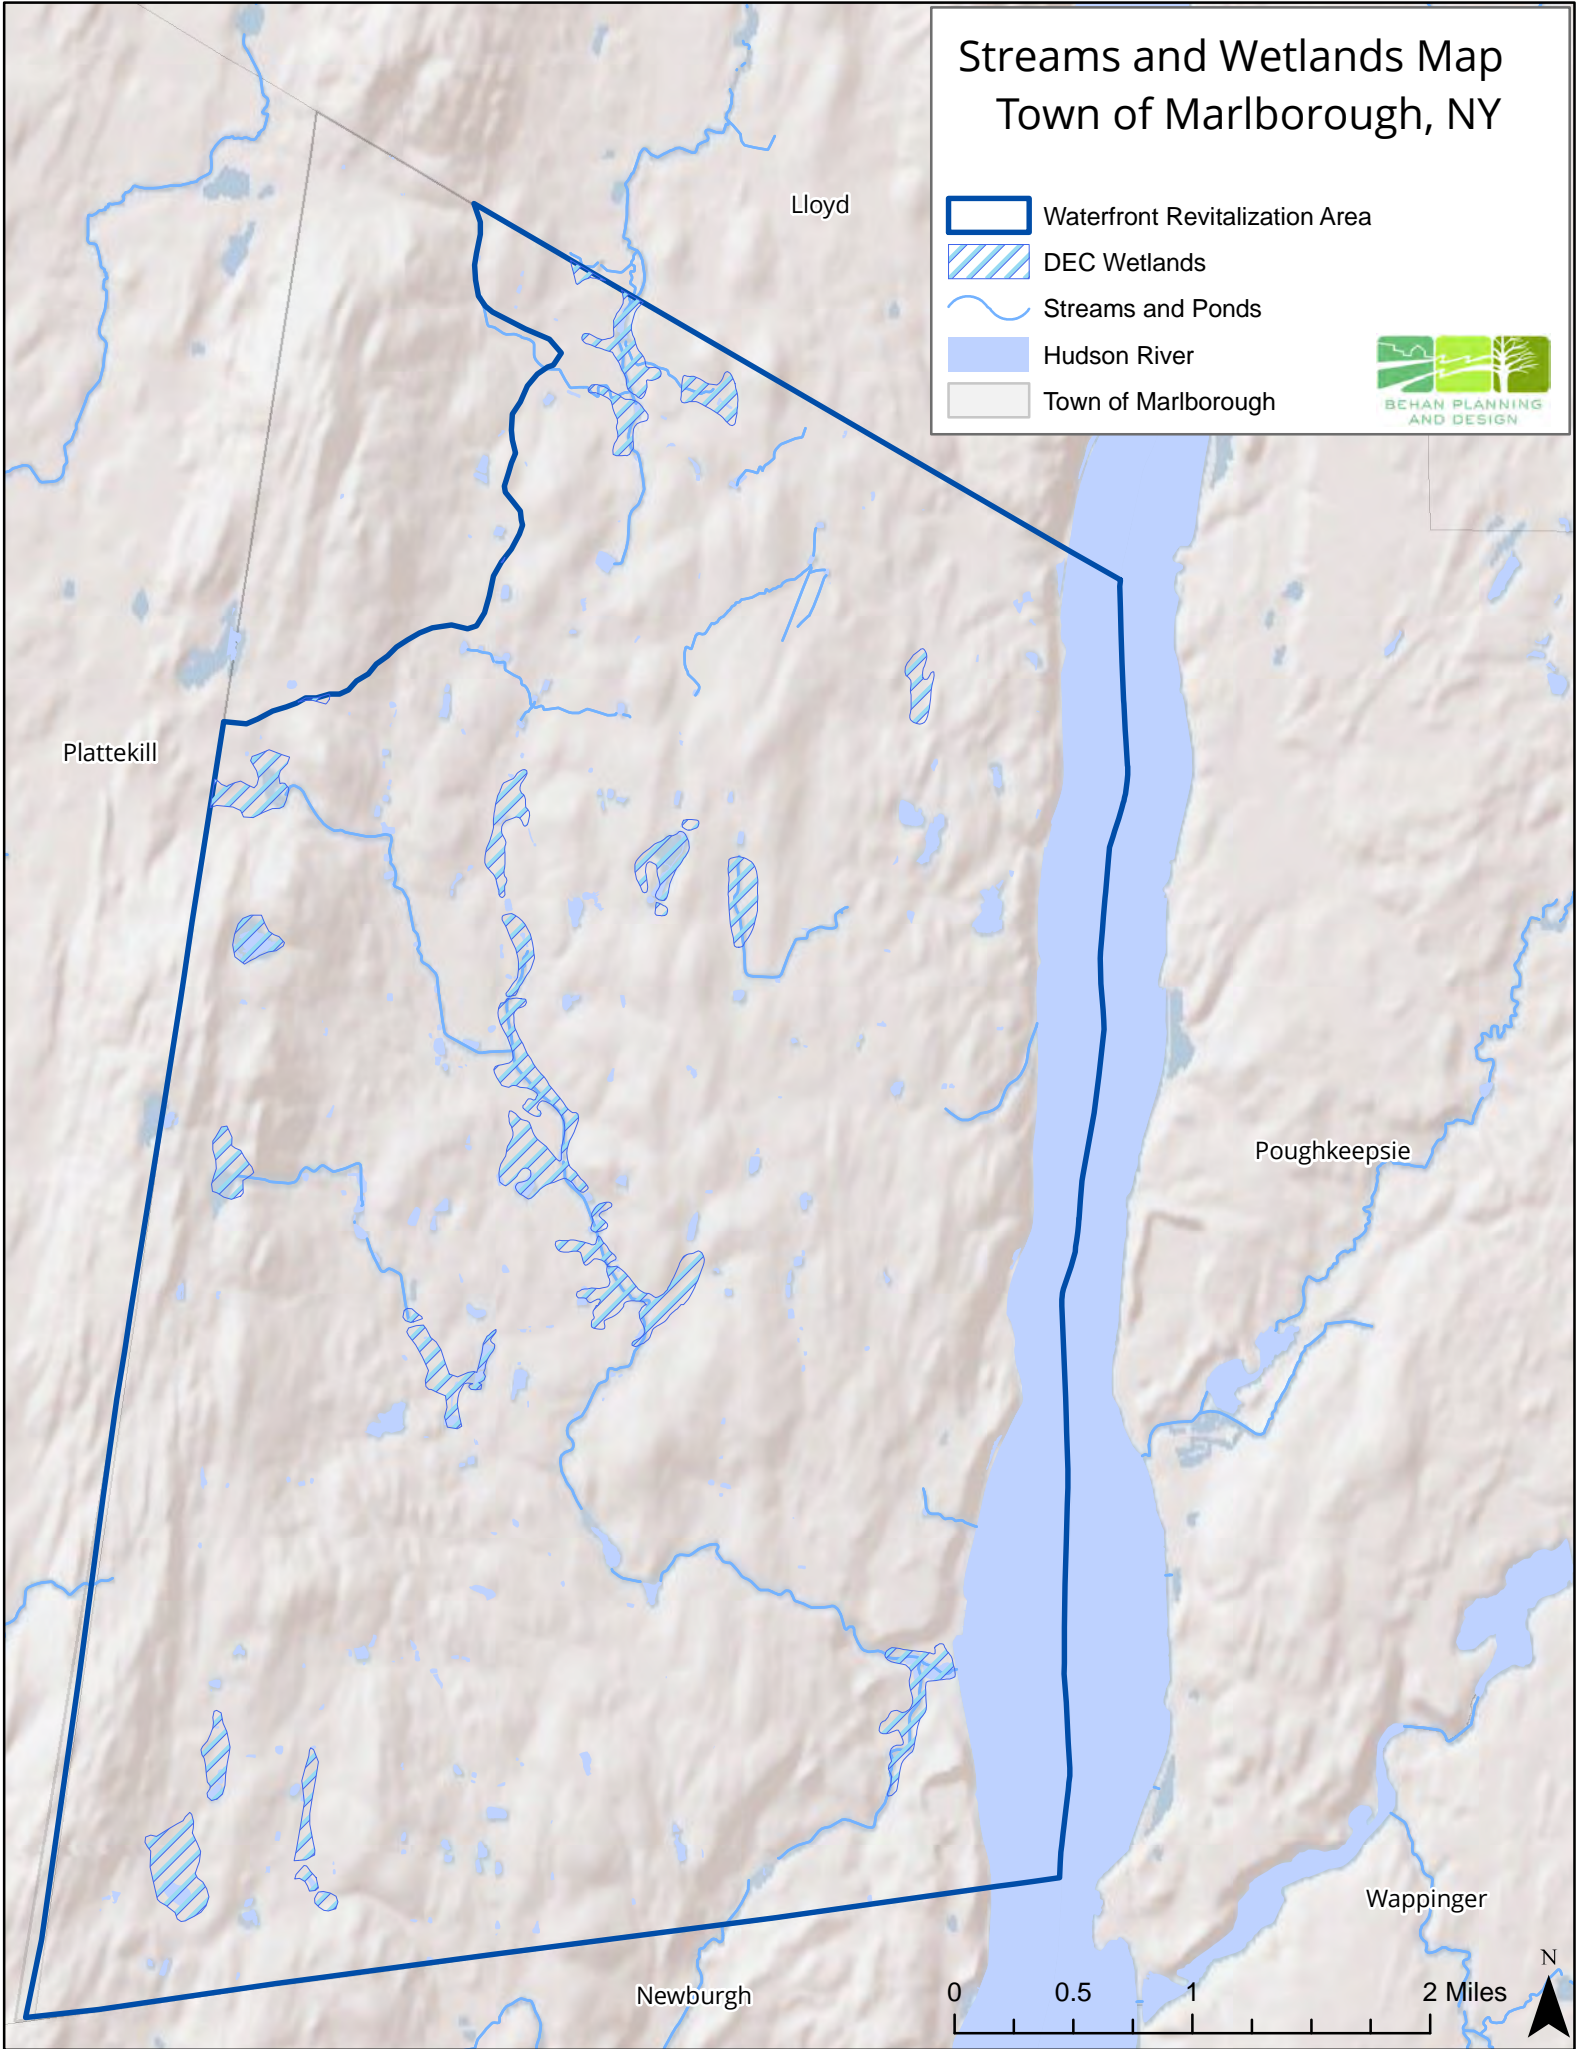 Streams and Wetlands Map
Town of Marlborough, NY
Waterfront Revitalization Area
DEC Wetlands
Streams and Ponds
Hudson River
Town of Marlborough
BEHAN PLANNING
AND DESIGN
Lloyd
Plattekill
Poughkeepsie
Wappinger
Newburgh
0 0.5 1 2 Miles
N